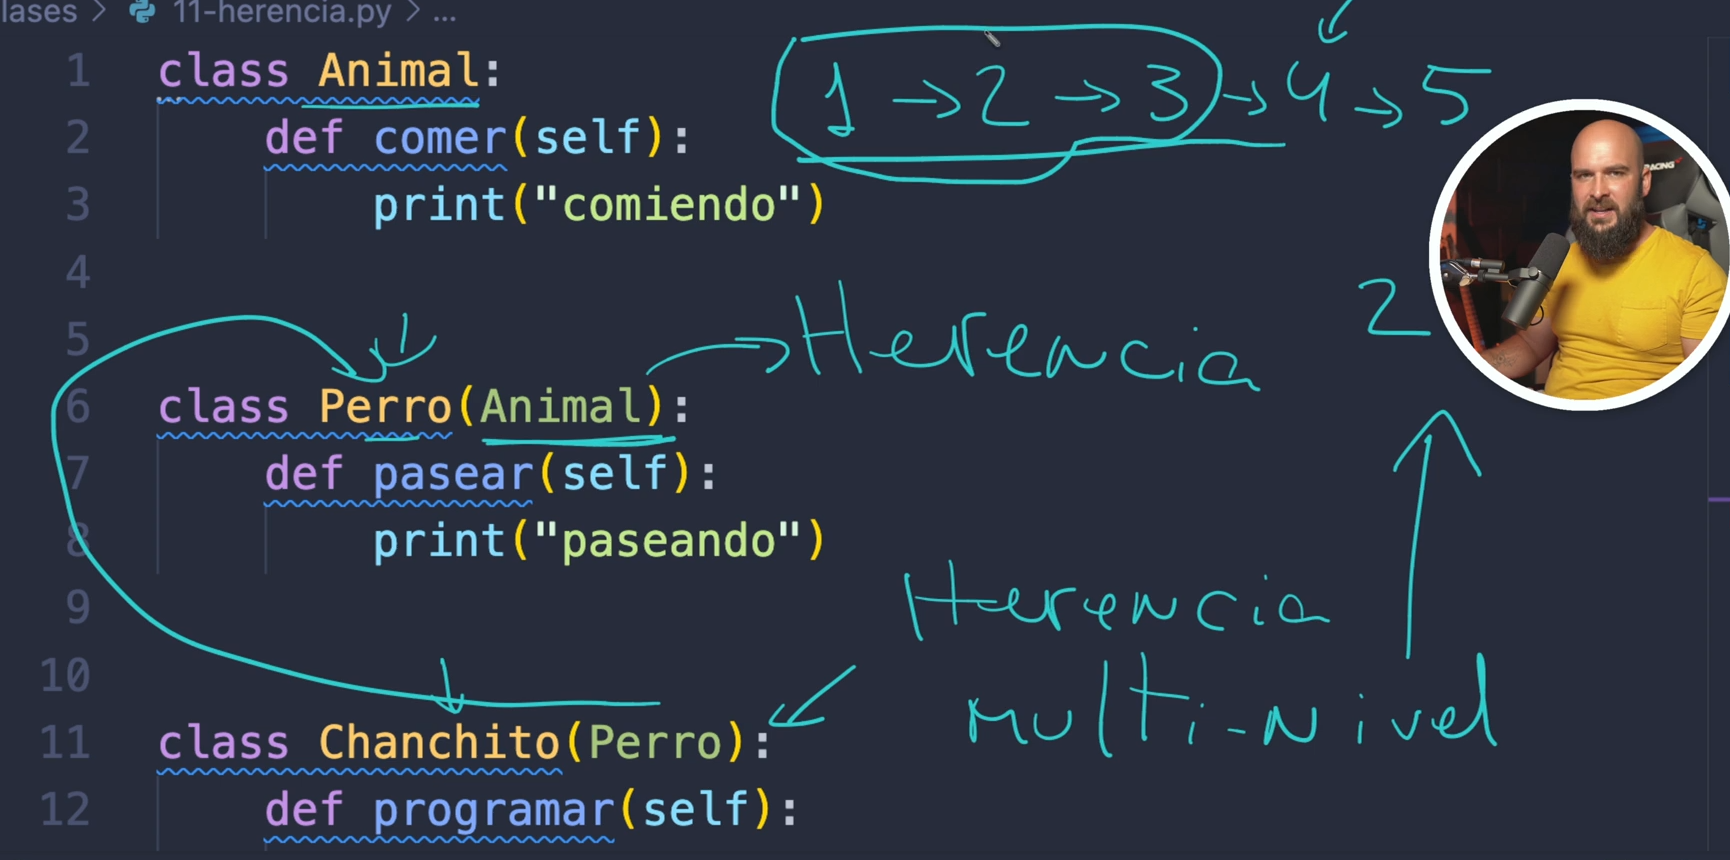 lases > 11-herencia.py > ...
1 class Animal:
2 def comer(self):
3 print("comiendo")
4
5
6 class Perro(Animal):
7 def pasear(self):
8 print("paseando")
9
10
11 class Chanchito(Perro):
12 def programar(self):
1 → 2 → 3 → 4 → 5
Herencia
2
Herencia
multi-nivel
RACING